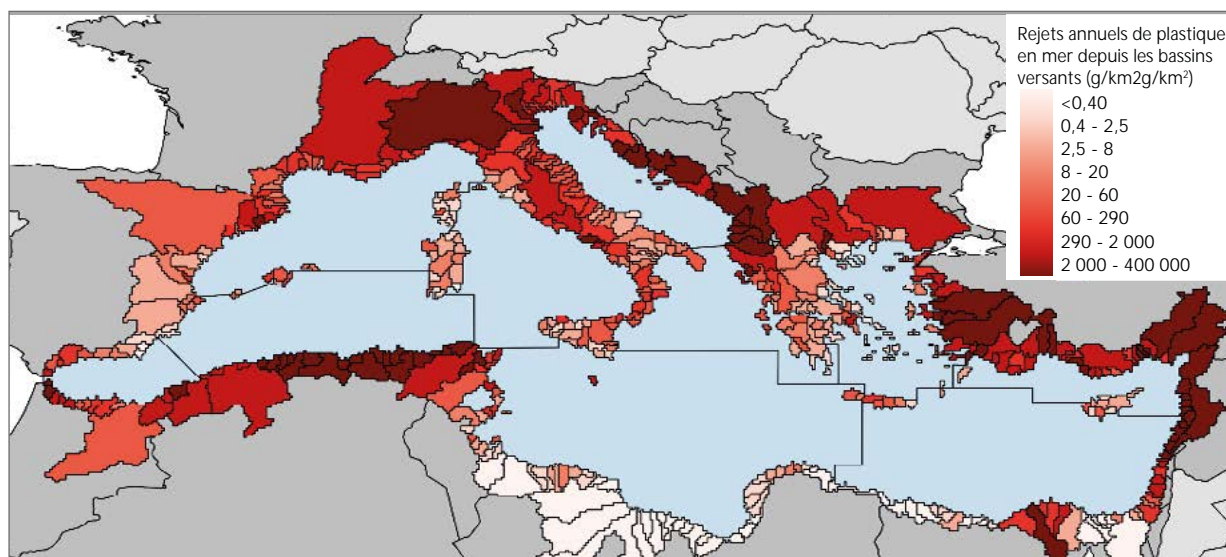 Rejets annuels de plastique
en mer depuis les bassins
versants (g/km2g/km²)
<0,40
0,4 - 2,5
2,5 - 8
8 - 20
20 - 60
60 - 290
290 - 2 000
2 000 - 400 000